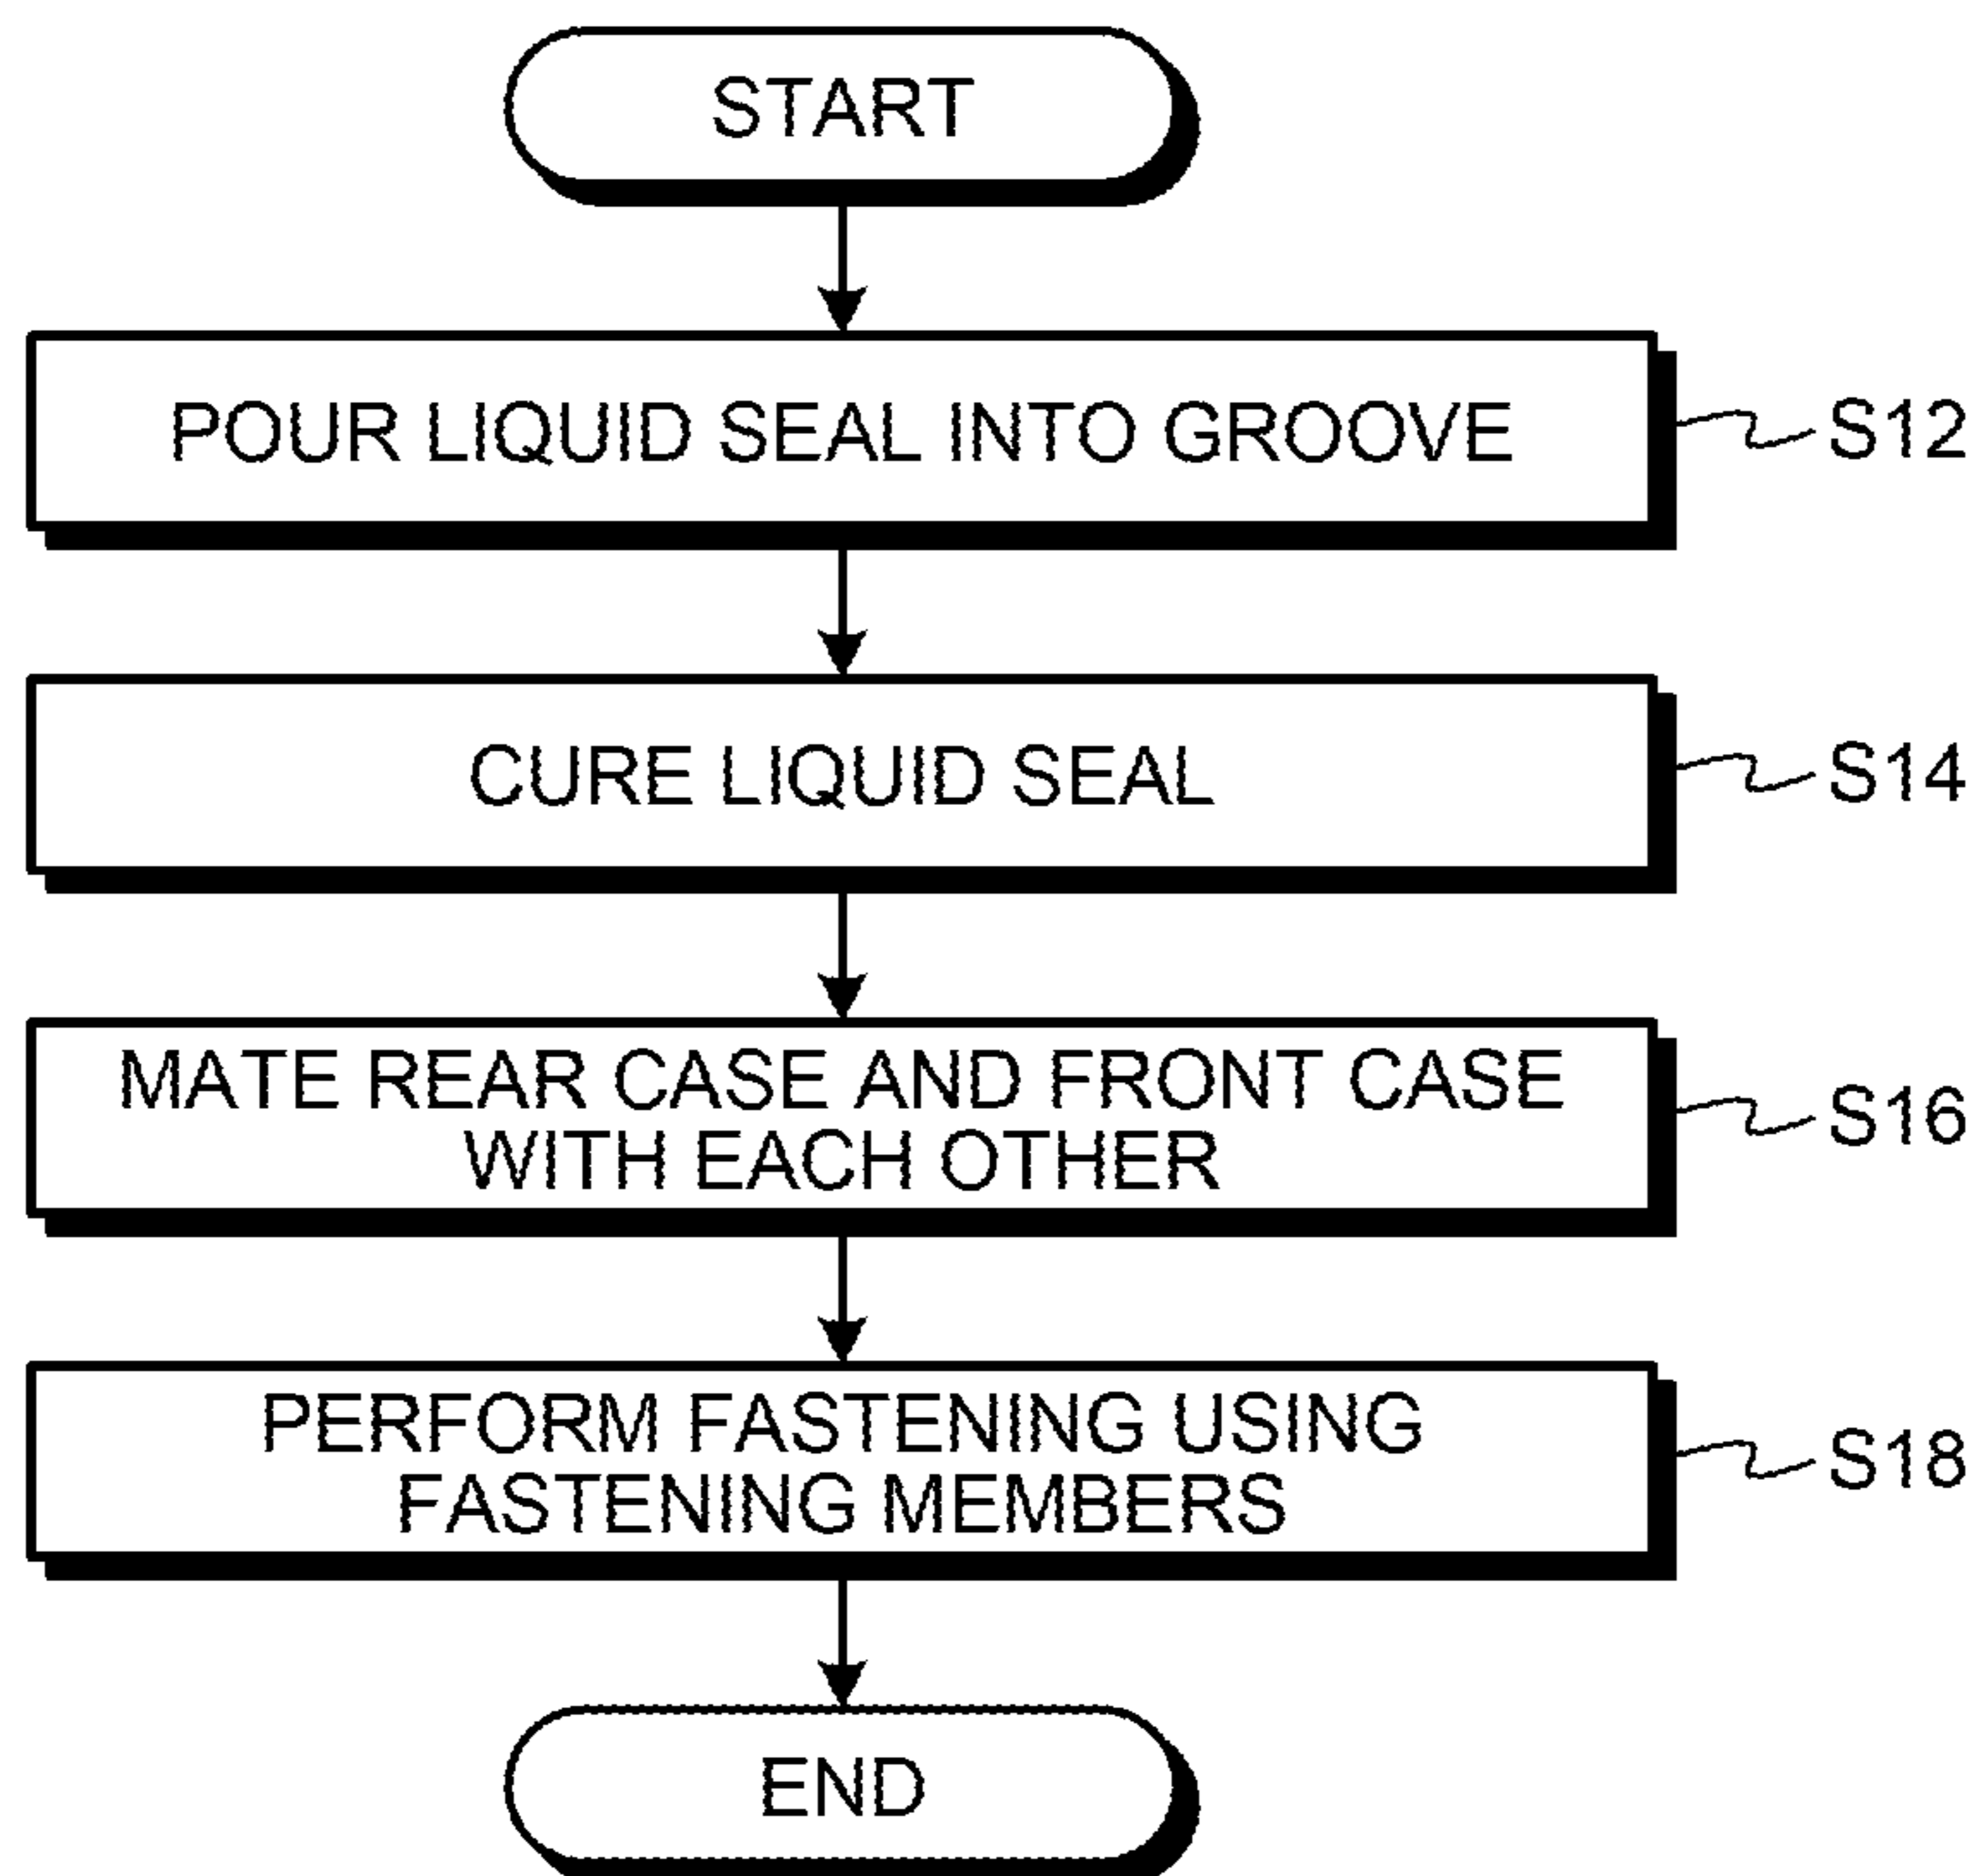 START
POUR LIQUID SEAL INTO GROOVE
S12
CURE LIQUID SEAL
S14
MATE REAR CASE AND FRONT CASE
WITH EACH OTHER
S16
PERFORM FASTENING USING
FASTENING MEMBERS
S18
END